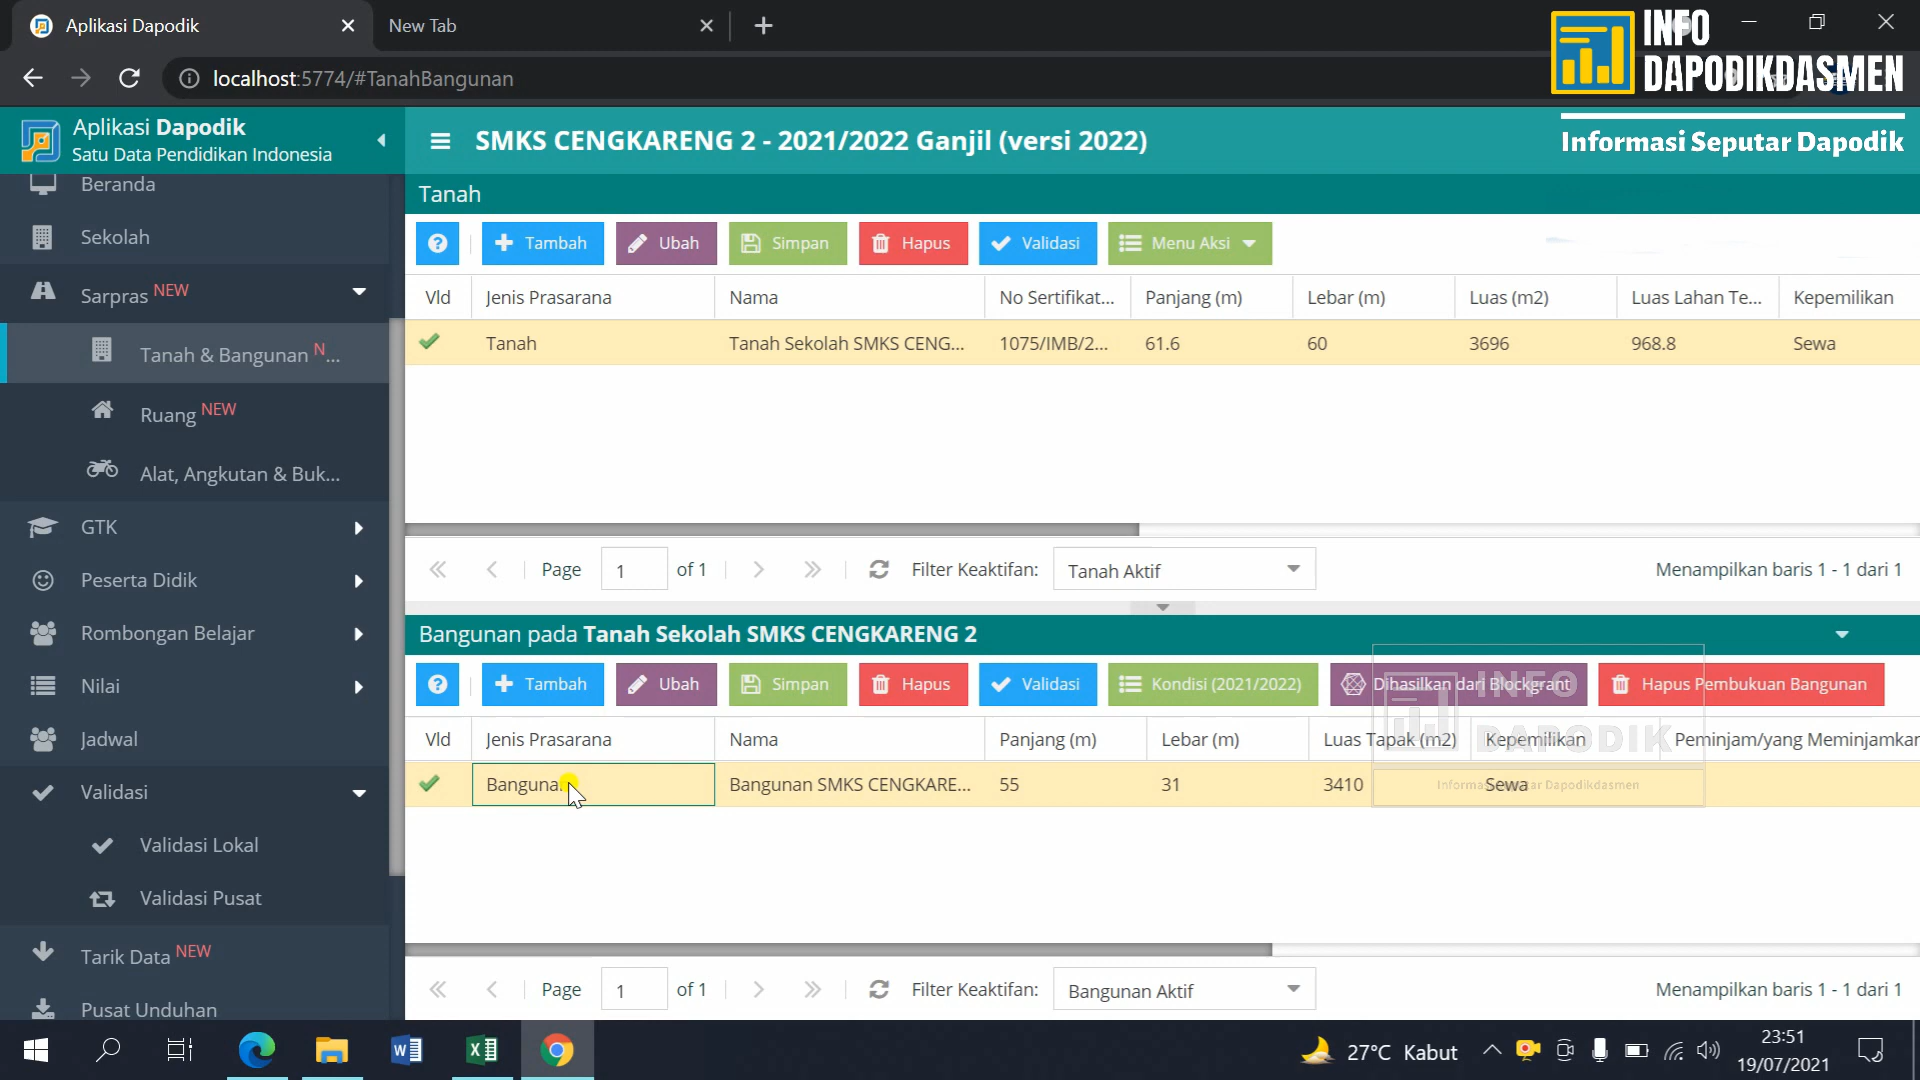 Aplikasi Dapodik
New Tab
localhost:5774/#TanahBangunan
INFO
DAPODIKDASMEN
Informasi Seputar Dapodik
Aplikasi Dapodik
Satu Data Pendidikan Indonesia
SMKS CENGKARENG 2 - 2021/2022 Ganjil (versi 2022)
Beranda
Sekolah
Sarpras NEW
Tanah & Bangunan N...
Ruang NEW
Alat, Angkutan & Buk...
GTK
Peserta Didik
Rombongan Belajar
Nilai
Jadwal
Validasi
Validasi Lokal
Validasi Pusat
Tarik Data NEW
Pusat Unduhan
Tanah
Tambah Ubah Simpan Hapus Validasi Menu Aksi
Vld Jenis Prasarana Nama No Sertifikat... Panjang (m) Lebar (m) Luas (m2) Luas Lahan Te... Kepemilikan
Tanah Tanah Sekolah SMKS CENG... 1075/IMB/2... 61.6 60 3696 968.8 Sewa
Page 1 of 1 Filter Keaktifan: Tanah Aktif Menampilkan baris 1 - 1 dari 1
Bangunan pada Tanah Sekolah SMKS CENGKARENG 2
Tambah Ubah Simpan Hapus Validasi Kondisi (2021/2022) Dihasilkan dari Blockgrant Hapus Pembukuan Bangunan
INFO
DAPODIK
Vld Jenis Prasarana Nama Panjang (m) Lebar (m) Luas Tapak (m2) Kepemilikan Peminjam/yang Meminjamkan
Bangunan Bangunan SMKS CENGKARE... 55 31 3410 Sewa
Informasi Seputar Dapodikdasmen
Page 1 of 1 Filter Keaktifan: Bangunan Aktif Menampilkan baris 1 - 1 dari 1
27°C Kabut
23:51
19/07/2021